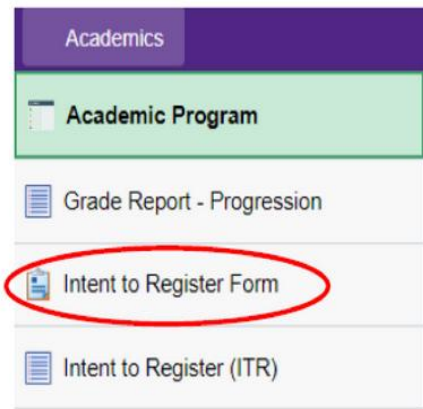 Academics
Academic Program
Grade Report - Progression
Intent to Register Form
Intent to Register (ITR)